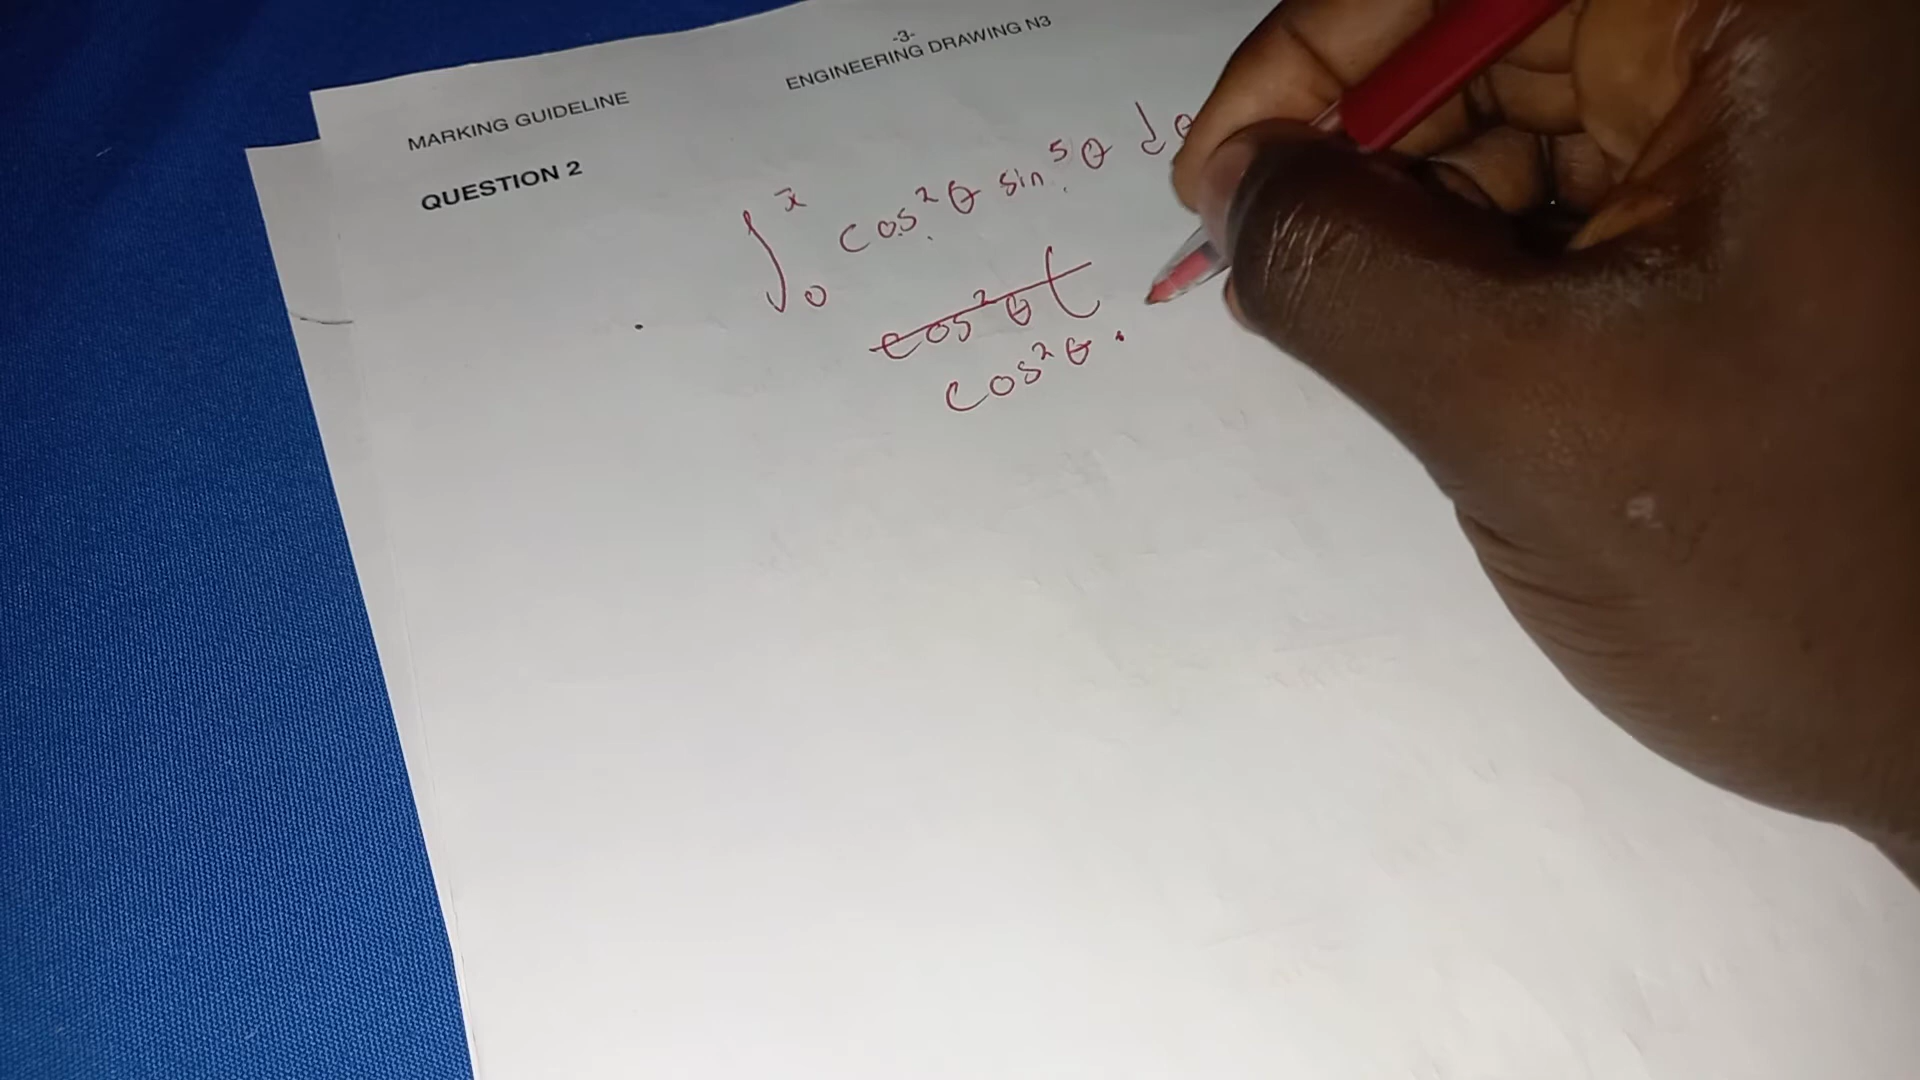 -3-
MARKING GUIDELINE ENGINEERING DRAWING N3
QUESTION 2
∫₀^π cos²θ sin⁵θ dθ
cos²θ (
cos²θ ·